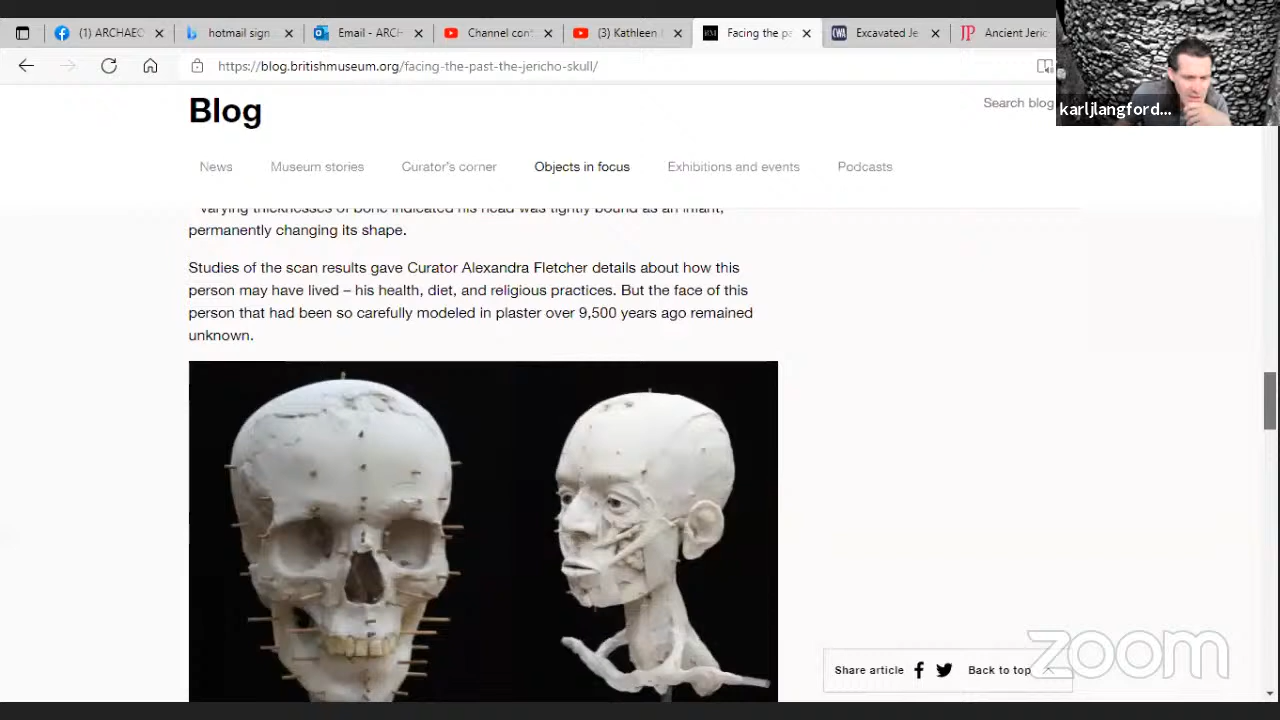 (1) ARCHAEC
hotmail sign
Email - ARCH
Channel con
(3) Kathleen
Facing the pa
Excavated Je
Ancient Jeric
https://blog.britishmuseum.org/facing-the-past-the-jericho-skull/
karljlangford...
Blog
Search blog
News Museum stories Curator's corner Objects in focus Exhibitions and events Podcasts
varying thicknesses of bone indicated his head was tightly bound as an infant,
permanently changing its shape.
Studies of the scan results gave Curator Alexandra Fletcher details about how this
person may have lived – his health, diet, and religious practices. But the face of this
person that had been so carefully modeled in plaster over 9,500 years ago remained
unknown.
Share article Back to top
zoom